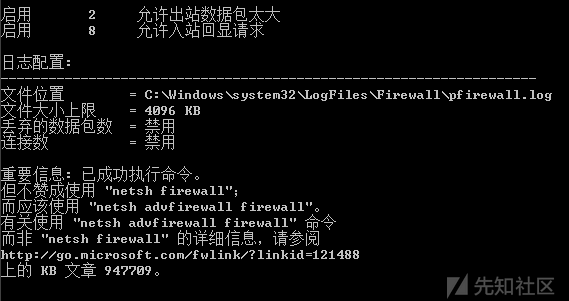 启用 2 允许出站数据包太大
启用 8 允许入站回显请求
日志配置:
-------------------------------------------------------------------
文件位置 = C:\Windows\system32\LogFiles\Firewall\pfirewall.log
文件大小上限 = 4096 KB
丢弃的数据包数 = 禁用
连接数 = 禁用
重要信息: 已成功执行命令。
但不赞成使用 "netsh firewall";
而应该使用 "netsh advfirewall firewall"。
有关使用 "netsh advfirewall firewall" 命令
而非 "netsh firewall" 的详细信息，请参阅
http://go.microsoft.com/fwlink/?linkid=121488
上的 KB 文章 947709。
先知社区